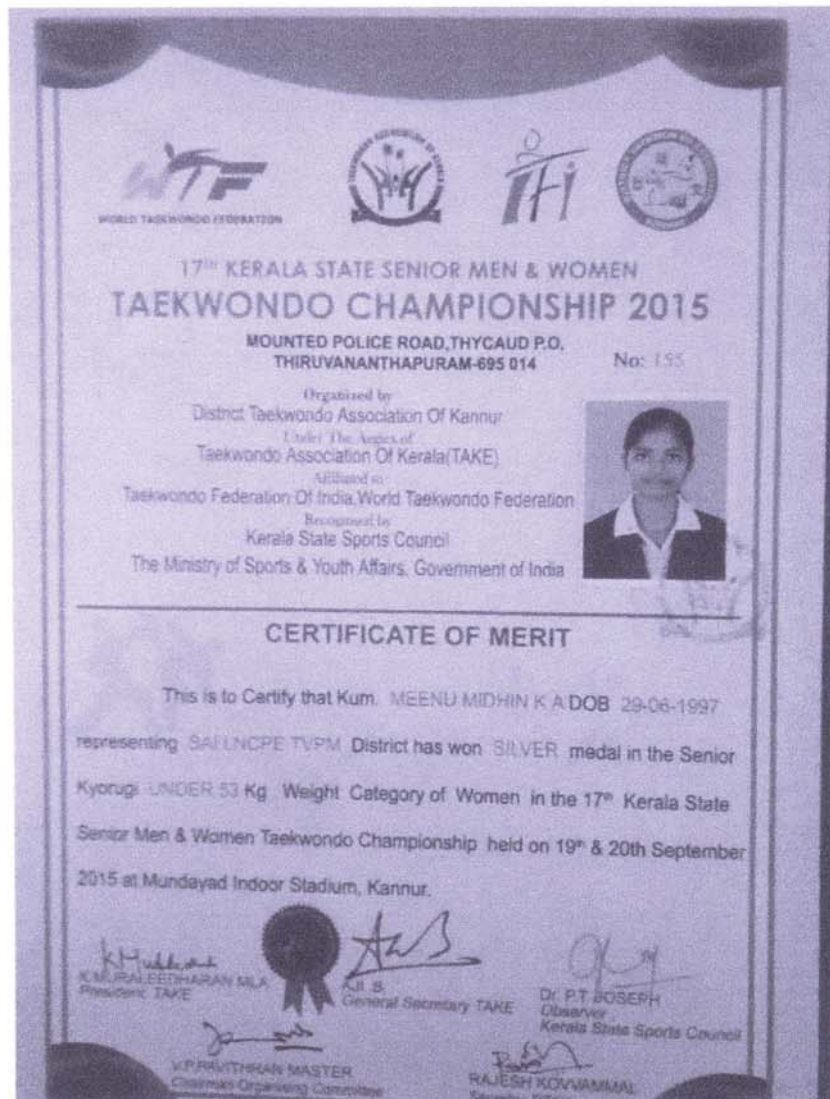 WTF
WORLD TAEKWONDO FEDERATION
17TH KERALA STATE SENIOR MEN & WOMEN
TAEKWONDO CHAMPIONSHIP 2015
MOUNTED POLICE ROAD,THYCAUD P.O.
THIRUVANANTHAPURAM-695 014
No: 155
Organized by
District Taekwondo Association Of Kannur
Under The Aegies of
Taekwondo Association Of Kerala(TAKE)
Affiliated to
Taekwondo Federation Of India,World Taekwondo Federation
Recognised by
Kerala State Sports Council
The Ministry of Sports & Youth Affairs, Government of India
CERTIFICATE OF MERIT
This is to Certify that Kum. MEENU MIDHIN K A DOB 29-06-1997
representing SAI LNCPE TVPM District has won SILVER medal in the Senior
Kyorugi UNDER 53 Kg Weight Category of Women in the 17th Kerala State
Senior Men & Women Taekwondo Championship held on 19th & 20th September
2015 at Mundayad Indoor Stadium, Kannur.
K.MURALEEDHARAN MLA
President TAKE
AJI. B.
General Secretary TAKE
Dr. P.T JOSEPH
Observer
Kerala State Sports Council
V.P.PAVITHRAN MASTER
Chairman Organising Committee
RAJESH KOVVAMMAL